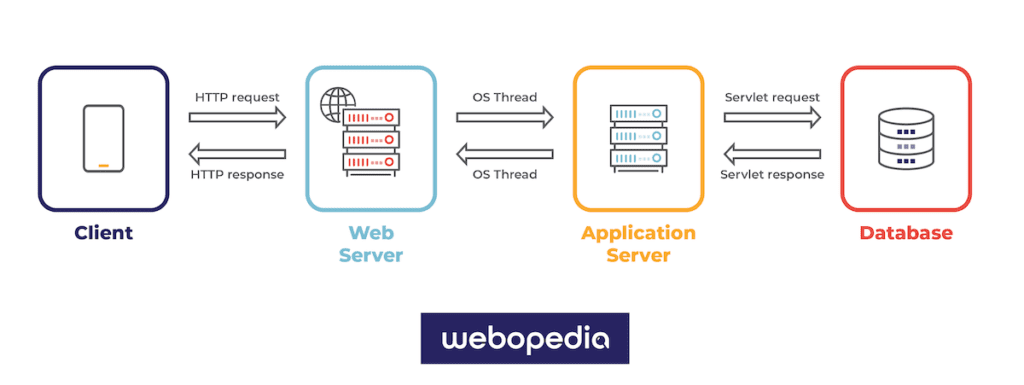 HTTP request
OS Thread
Servlet request
HTTP response
OS Thread
Servlet response
Client
Web
Server
Application
Server
Database
webopedia